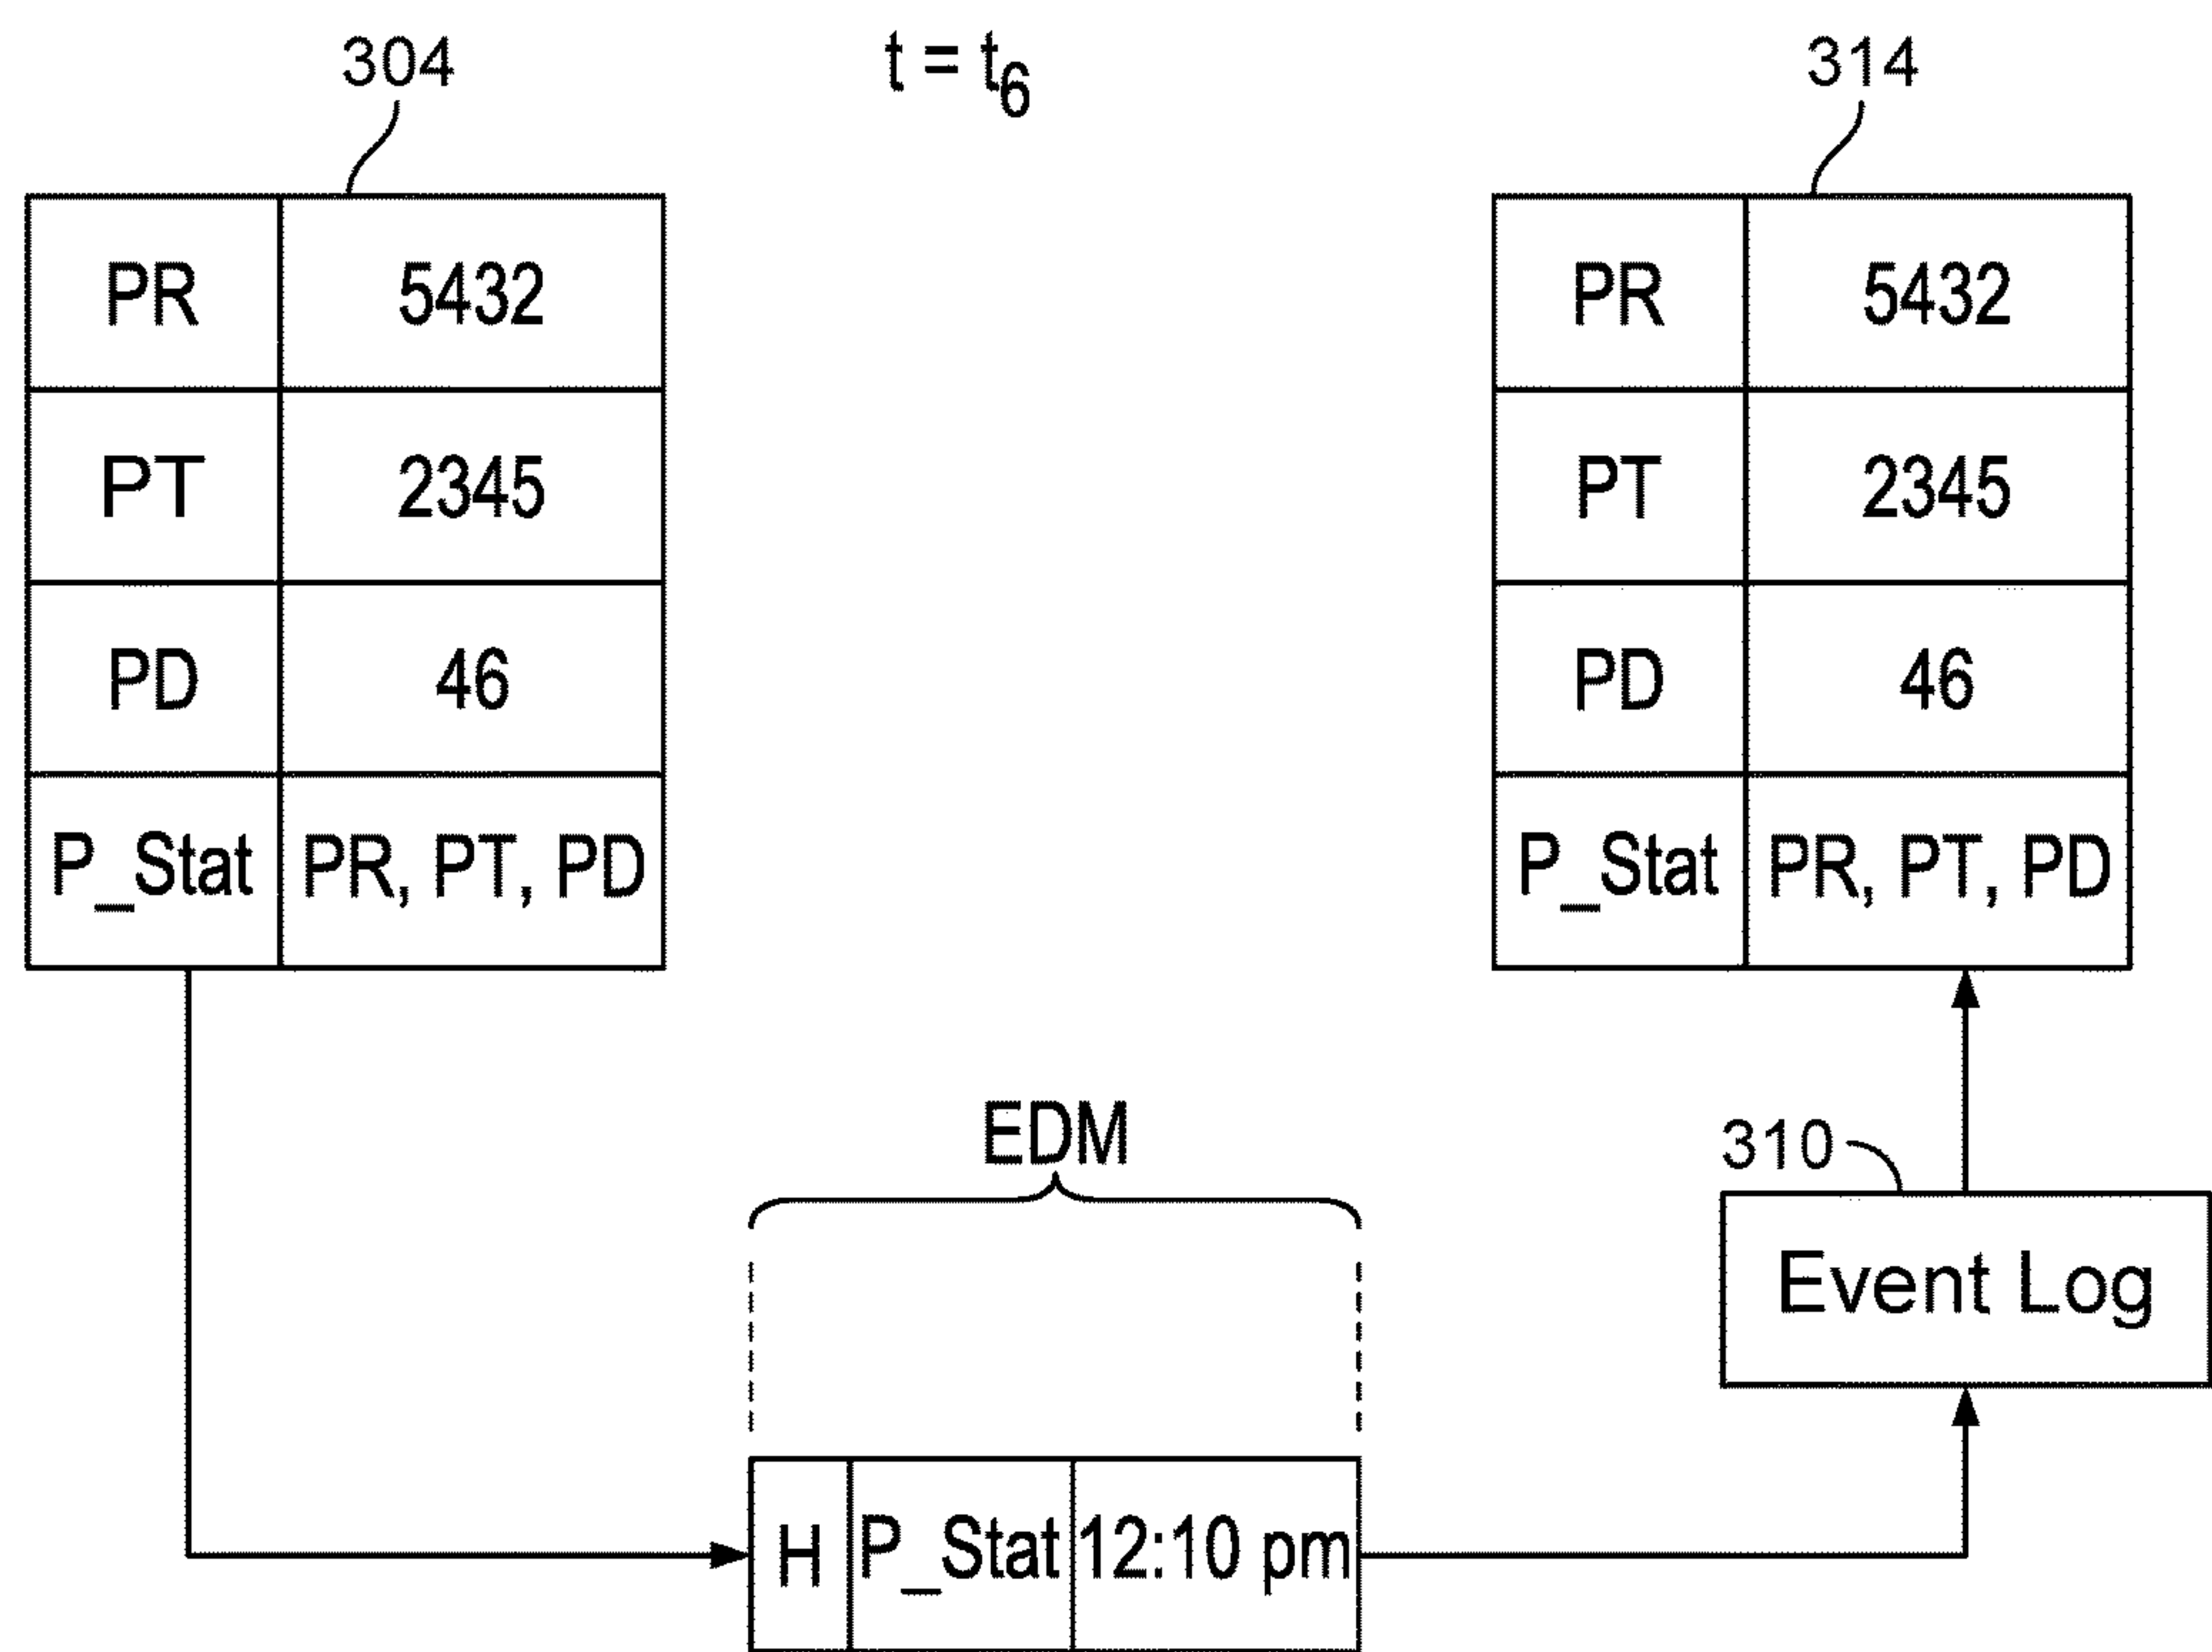 304
t = t6
314
PR 5432
PT 2345
PD 46
P_Stat PR, PT, PD
PR 5432
PT 2345
PD 46
P_Stat PR, PT, PD
EDM
310
Event Log
H P_Stat 12:10 pm